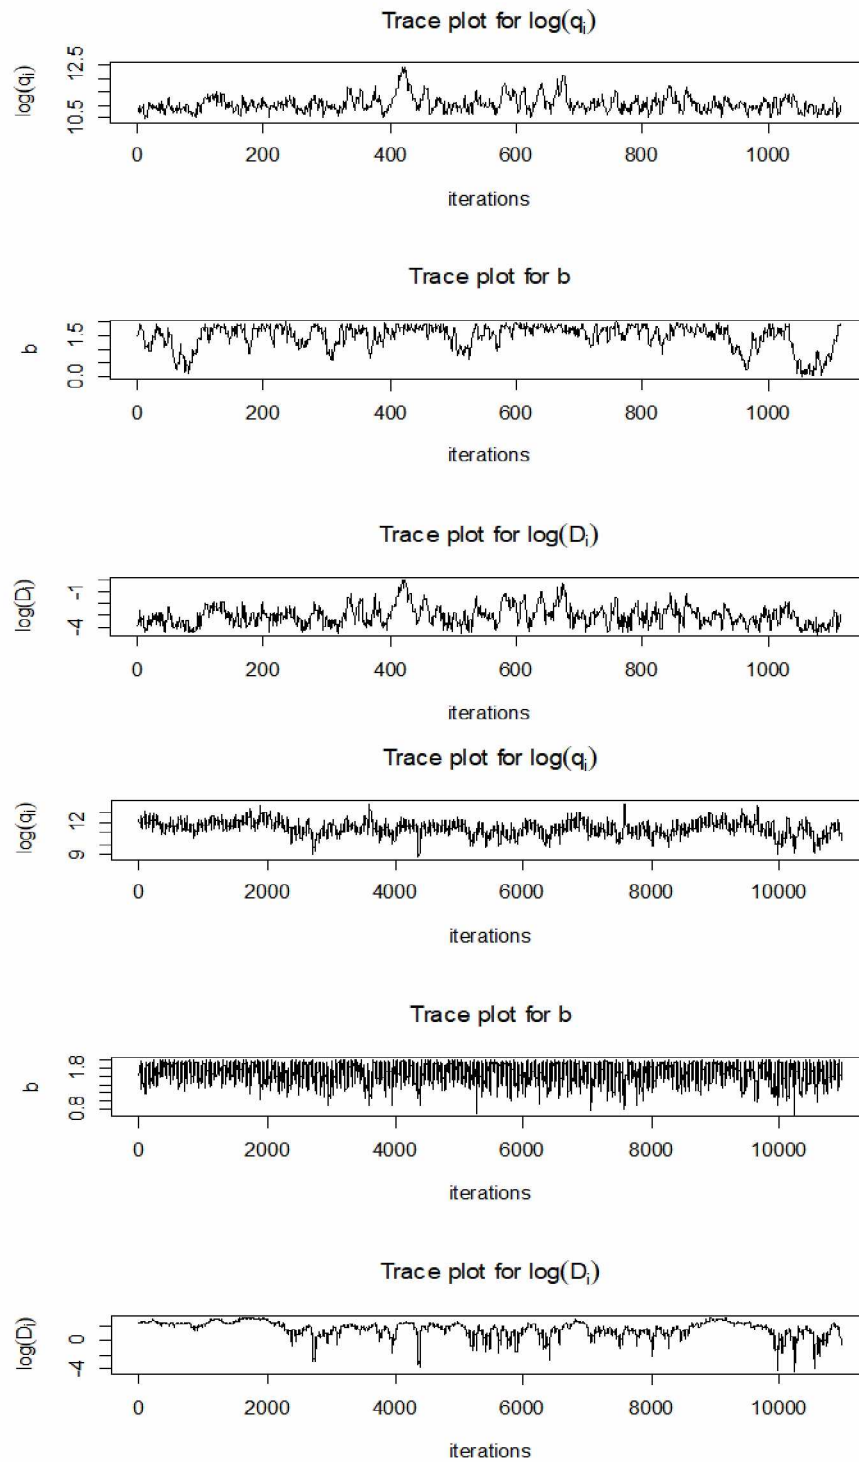 Trace plot for log(qᵢ)
log(qᵢ)
10.5 12.5
0 200 400 600 800 1000
iterations
Trace plot for b
b
0.0 1.5
0 200 400 600 800 1000
iterations
Trace plot for log(Dᵢ)
log(Dᵢ)
-4 -1
0 200 400 600 800 1000
iterations
Trace plot for log(qᵢ)
log(qᵢ)
9 12
0 2000 4000 6000 8000 10000
iterations
Trace plot for b
b
0.8 1.8
0 2000 4000 6000 8000 10000
iterations
Trace plot for log(Dᵢ)
log(Dᵢ)
-4 0
0 2000 4000 6000 8000 10000
iterations